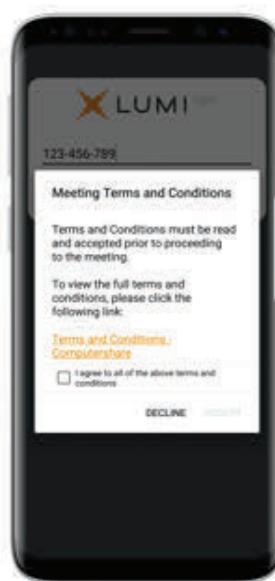 LUMI
123-456-789
Meeting Terms and Conditions
Terms and Conditions must be read
and accepted prior to proceeding
to the meeting.
To view the full terms and
conditions, please click the
following link:
Terms and Conditions -
Computershare
I agree to all of the above terms and
conditions
DECLINE ACCEPT